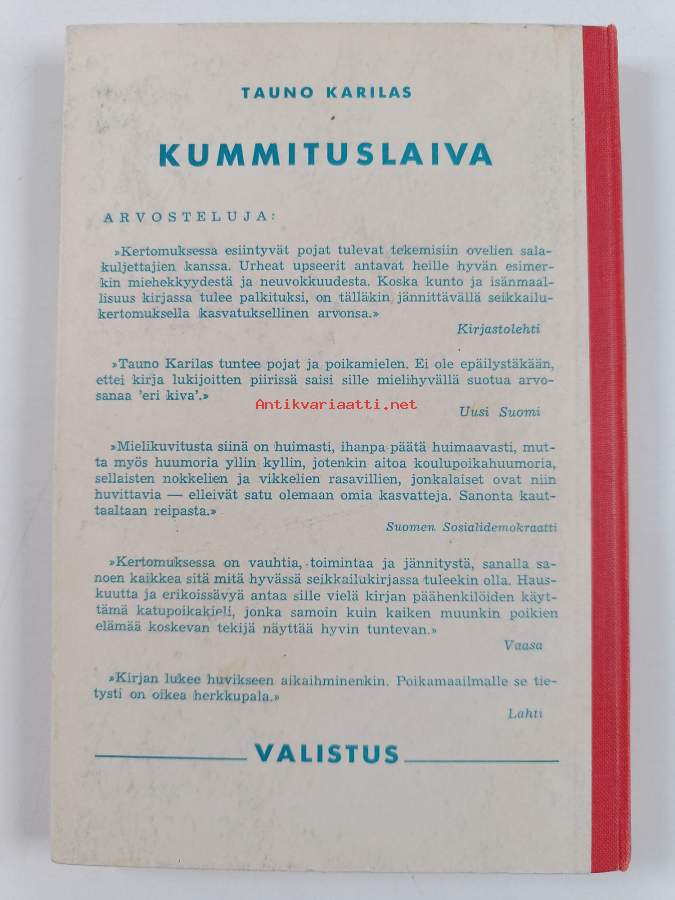 TAUNO KARILAS
KUMMITUSLAIVA
ARVOSTELUJA:
»Kertomuksessa esiintyvät pojat tulevat tekemisiin ovelien sala-
kuljettajien kanssa. Urheat upseerit antavat heille hyvän esimer-
kin miehekkyydestä ja neuvokkuudesta. Koska kunto ja isänmaal-
lisuus kirjassa tulee palkituksi, on tälläkin jännittävällä seikkailu-
kertomuksella kasvatuksellinen arvonsa.»
Kirjastolehti
»Tauno Karilas tuntee pojat ja poikamielen. Ei ole epäilystäkään,
ettei kirja lukijoitten piirissä saisi sille mielihyvällä suotua arvo-
sanaa 'eri kiva'.»
Antikvariaatti.net
Uusi Suomi
»Mielikuvitusta siinä on huimasti, ihanpa päätä huimaavasti, mut-
ta myös huumoria yllin kyllin, jotenkin aitoa koulupoikahuumoria,
sellaisten nokkelien ja vikkelien rasavillien, jonkalaiset ovat niin
huvittavia — elleivät satu olemaan omia kasvatteja. Sanonta kaut-
taaltaan reipasta.»
Suomen Sosialidemokraatti
»Kertomuksessa on vauhtia, toimintaa ja jännitystä, sanalla sa-
noen kaikkea sitä mitä hyvässä seikkailukirjassa tuleekin olla. Haus-
kuutta ja erikoissävyä antaa sille vielä kirjan päähenkilöiden käyt-
tämä katupoikakieli, jonka samoin kuin kaiken muunkin poikien
elämää koskevan tekijä näyttää hyvin tuntevan.»
Vaasa
»Kirjan lukee huvikseen aikaihminenkin. Poikamaailmalle se tie-
tysti on oikea herkkupala.»
Lahti
VALISTUS